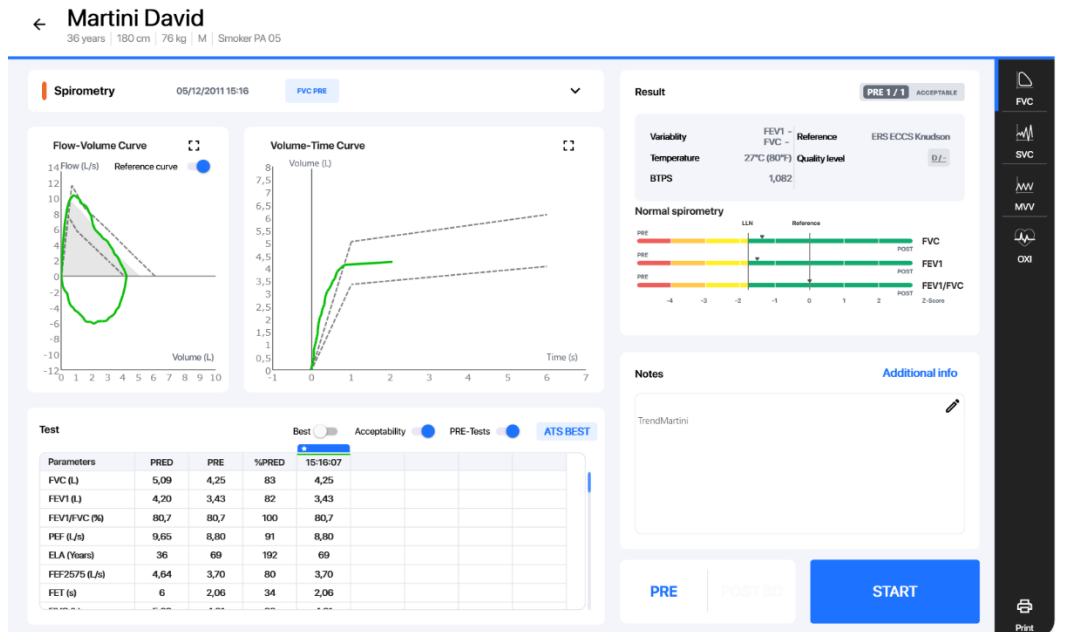 Martini David
36 years 180 cm 76 kg M Smoker PA 05
Spirometry 05/12/2011 15:16 FVC PRE
Flow-Volume Curve
Flow (L/s) Reference curve
14
12
10
8
6
4
2
0
-2
-4
-6
-8
-10
-12
Volume (L)
0 1 2 3 4 5 6 7 8 9 10
Volume-Time Curve
Volume (L)
8
7,5
7
6,5
6
5,5
5
4,5
4
3,5
3
2,5
2
1,5
1
0,5
0
Time (s)
-1 0 1 2 3 4 5 6 7
Test
Best Acceptability PRE-Tests ATS BEST
Parameters PRED PRE %PRED 15:16:07
FVC (L) 5,09 4,25 83 4,25
FEV1 (L) 4,20 3,43 82 3,43
FEV1/FVC (%) 80,7 80,7 100 80,7
PEF (L/s) 9,65 8,80 91 8,80
ELA (Years) 36 69 192 69
FEF2575 (L/s) 4,64 3,70 80 3,70
FET (s) 6 2,06 34 2,06
Result PRE 1 / 1 ACCEPTABLE
Variablity FEV1 - Reference ERS ECCS Knudson
FVC -
Temperature 27°C (80°F) Quality level D/-
BTPS 1,082
Normal spirometry
LLN Reference
PRE
FVC
POST
PRE
FEV1
POST
PRE
FEV1/FVC
POST
-4 -3 -2 -1 0 1 2 Z-Score
Notes Additional info
TrendMartini
PRE POST BD START
FVC
SVC
MVV
OXI
Print